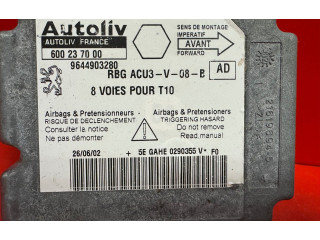 Autoliv
AUTOLIV FRANCE
600 23 70 00
9644903280
SENS DE MONTAGE
IMPERATIF
AVANT
FORWARD
RBG ACU3-V-08-B
AD
8 VOIES POUR T10
Airbags & Pretensionneurs
RISQUE DE DECLENCHEMENT
Consulter la notice
Ne pas démonter
Airbags & Pretensioners
TRIGGERING HAZARD
Do not remove
Read.manual
26/06/02 + 5E GAHE 0290355 V* F0